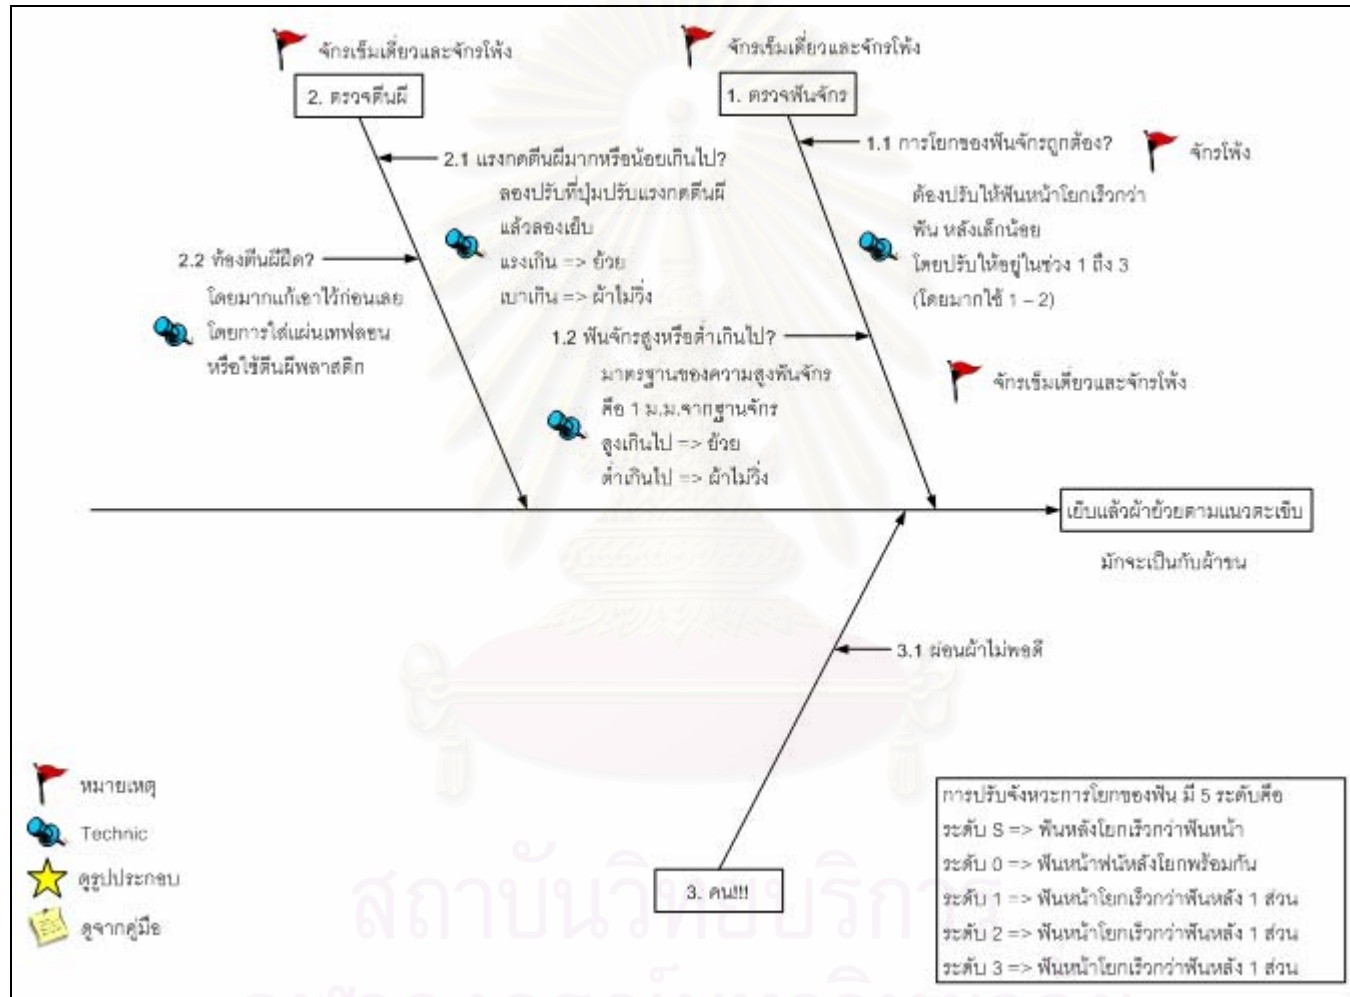 จักรเข็มเดี่ยวและจักรโพ้ง
2. ตรวจตีนผี
จักรเข็มเดี่ยวและจักรโพ้ง
1. ตรวจฟันจักร
2.1 แรงกดตีนผีมากหรือน้อยเกินไป?
ลองปรับที่ปุ่มปรับแรงกดตีนผี
แล้วลองเย็บ
แรงเกิน => ย้วย
เบาเกิน => ผ้าไม่วิ่ง
2.2 ท้องตีนผีฝืด?
โดยมากแก้เอาไว้ก่อนเลย
โดยการใส่แผ่นเทฟลอน
หรือใช้ตีนผีพลาสติก
1.1 การโยกของฟันจักรถูกต้อง?
จักรโพ้ง
ต้องปรับให้ฟันหน้าโยกเร็วกว่า
ฟัน หลังเล็กน้อย
โดยปรับให้อยู่ในช่วง 1 ถึง 3
(โดยมากใช้ 1 – 2)
1.2 ฟันจักรสูงหรือต่ำเกินไป?
จักรเข็มเดี่ยวและจักรโพ้ง
มาตรฐานของความสูงฟันจักร
คือ 1 ม.ม.จากฐานจักร
สูงเกินไป => ย้วย
ต่ำเกินไป => ผ้าไม่วิ่ง
เย็บแล้วผ้าย้วยตามแนวตะเข็บ
มักจะเป็นกับผ้าขน
3.1 ผ่อนผ้าไม่พอดี
3. คน!!!
หมายเหตุ
Technic
ดูรูปประกอบ
ดูจากคู่มือ
การปรับจังหวะการโยกของฟัน มี 5 ระดับคือ
ระดับ S => ฟันหลังโยกเร็วกว่าฟันหน้า
ระดับ 0 => ฟันหน้าฟนัหลังโยกพร้อมกัน
ระดับ 1 => ฟันหน้าโยกเร็วกว่าฟันหลัง 1 ส่วน
ระดับ 2 => ฟันหน้าโยกเร็วกว่าฟันหลัง 1 ส่วน
ระดับ 3 => ฟันหน้าโยกเร็วกว่าฟันหลัง 1 ส่วน
สถาบันวิทยบริการ